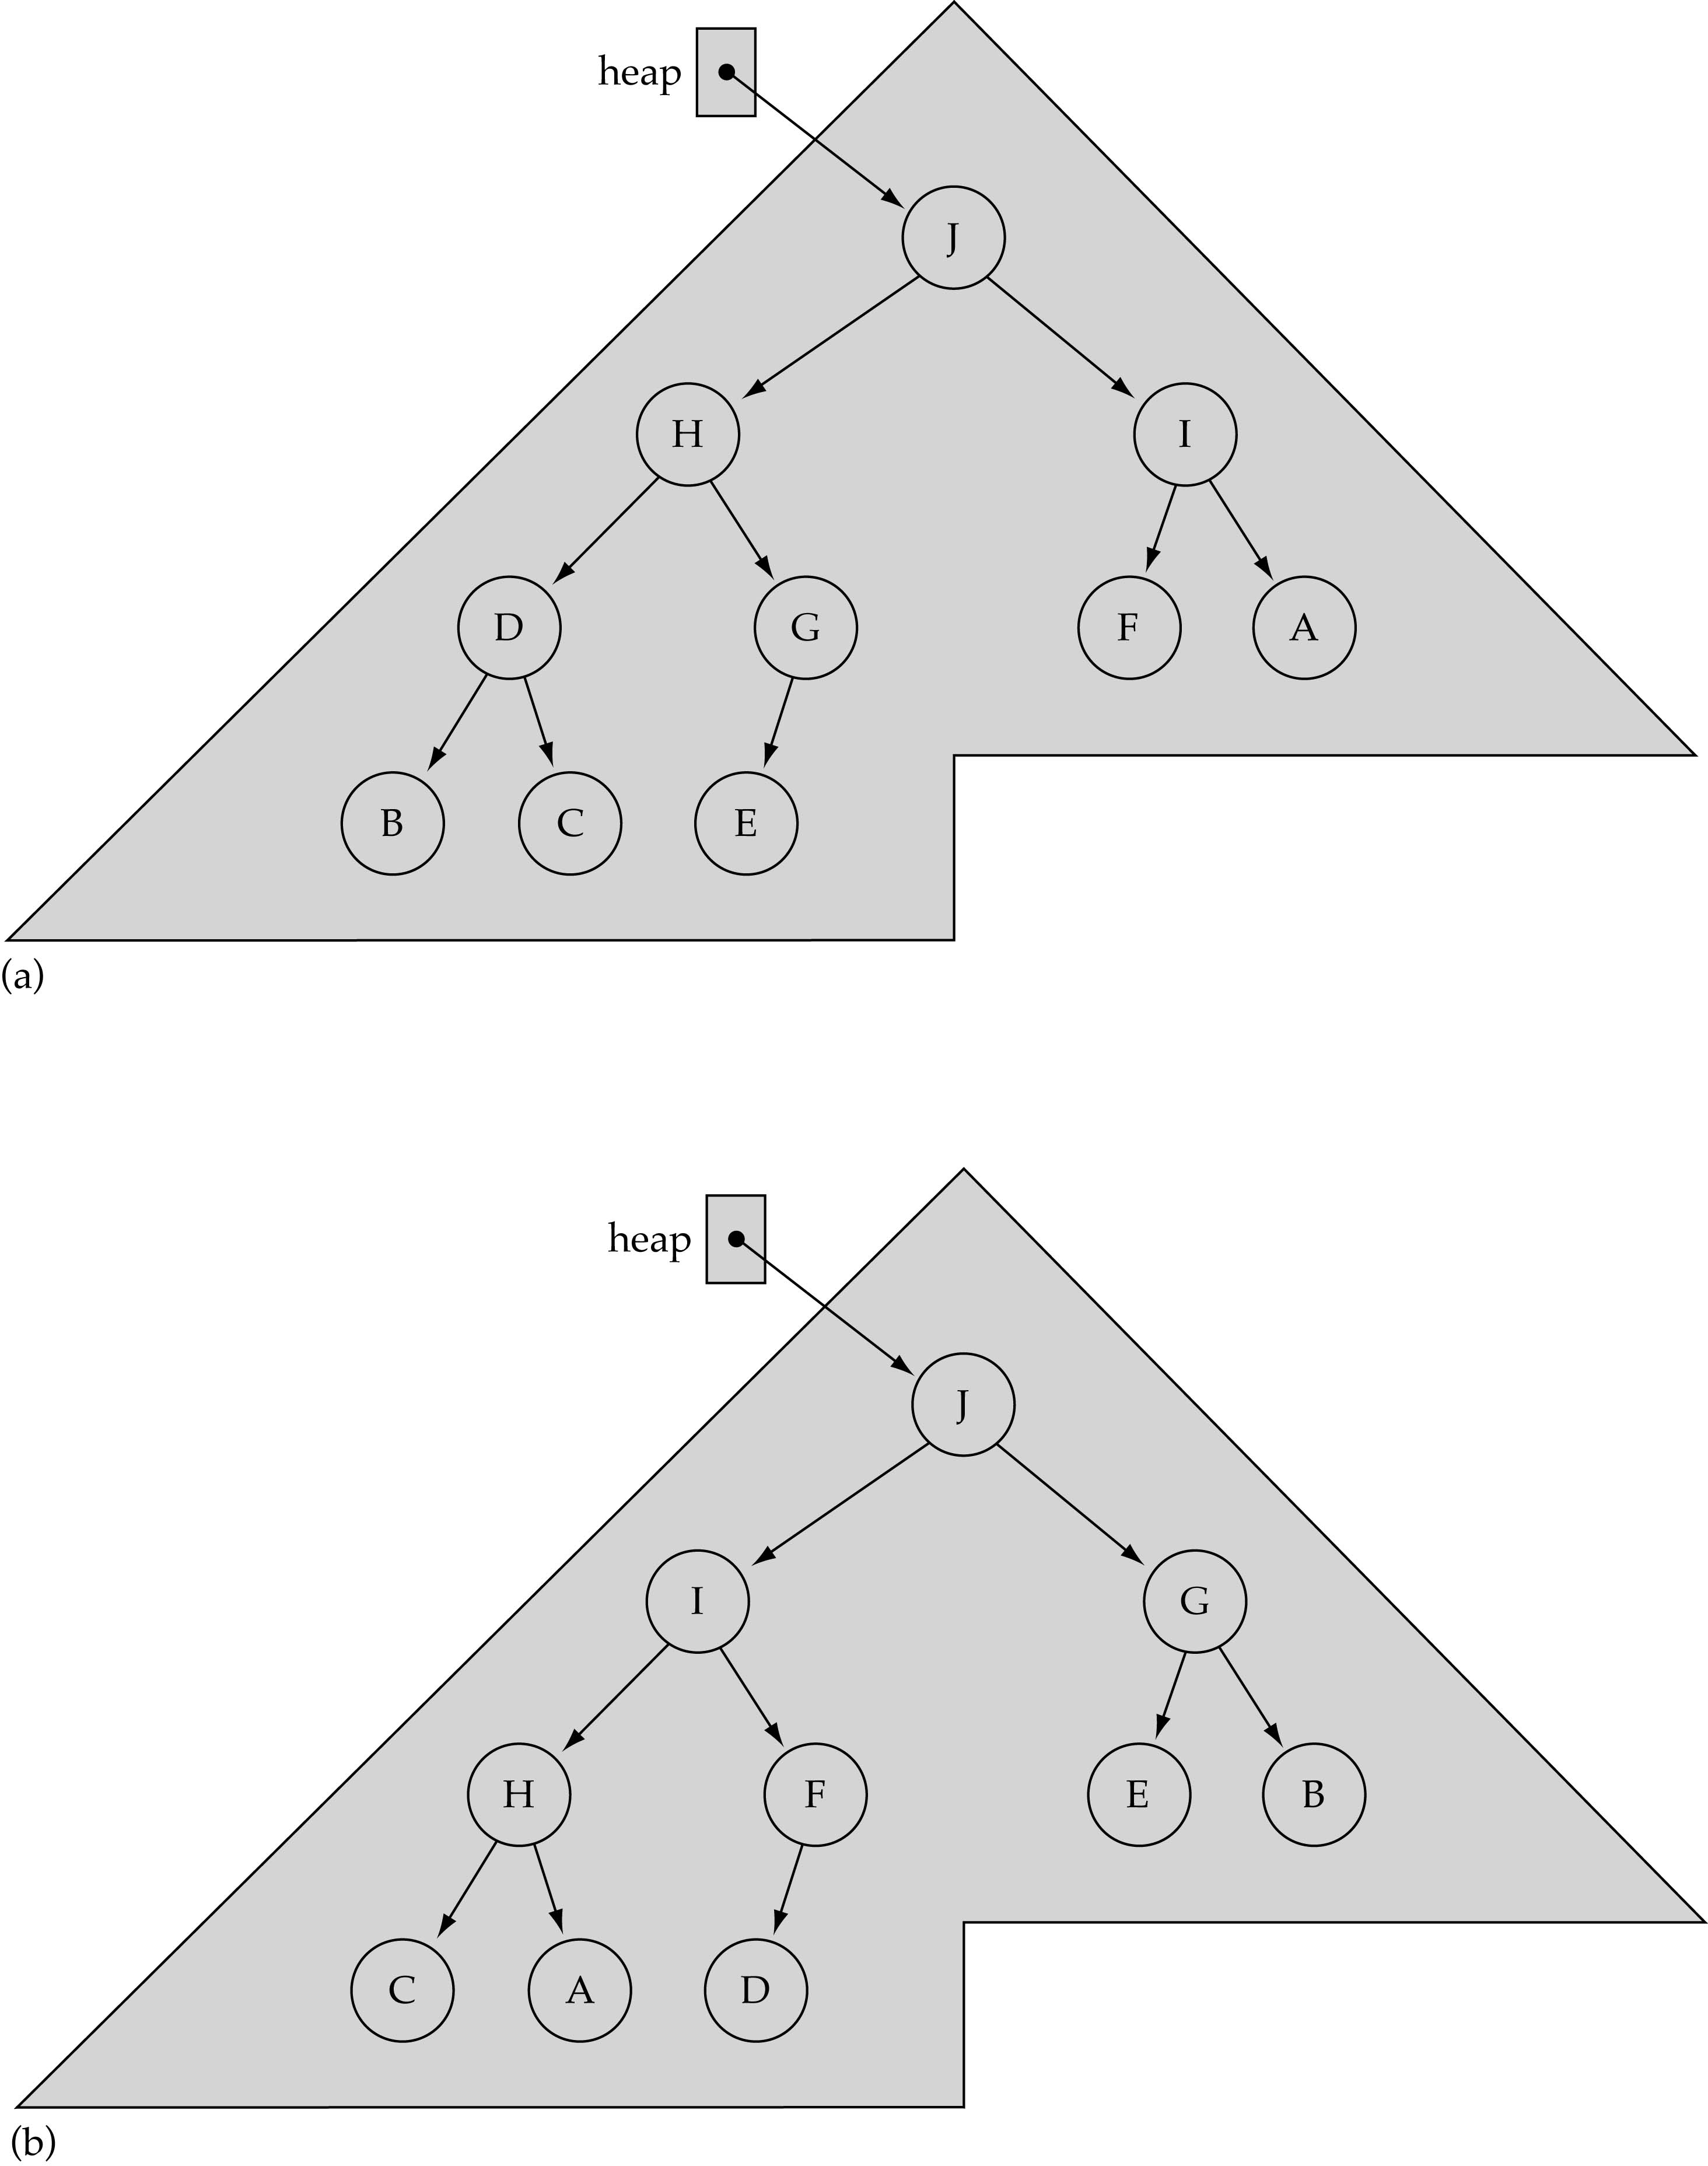 heap
J
H I
D G F A
B C E
(a)
heap
J
I G
H F E B
C A D
(b)